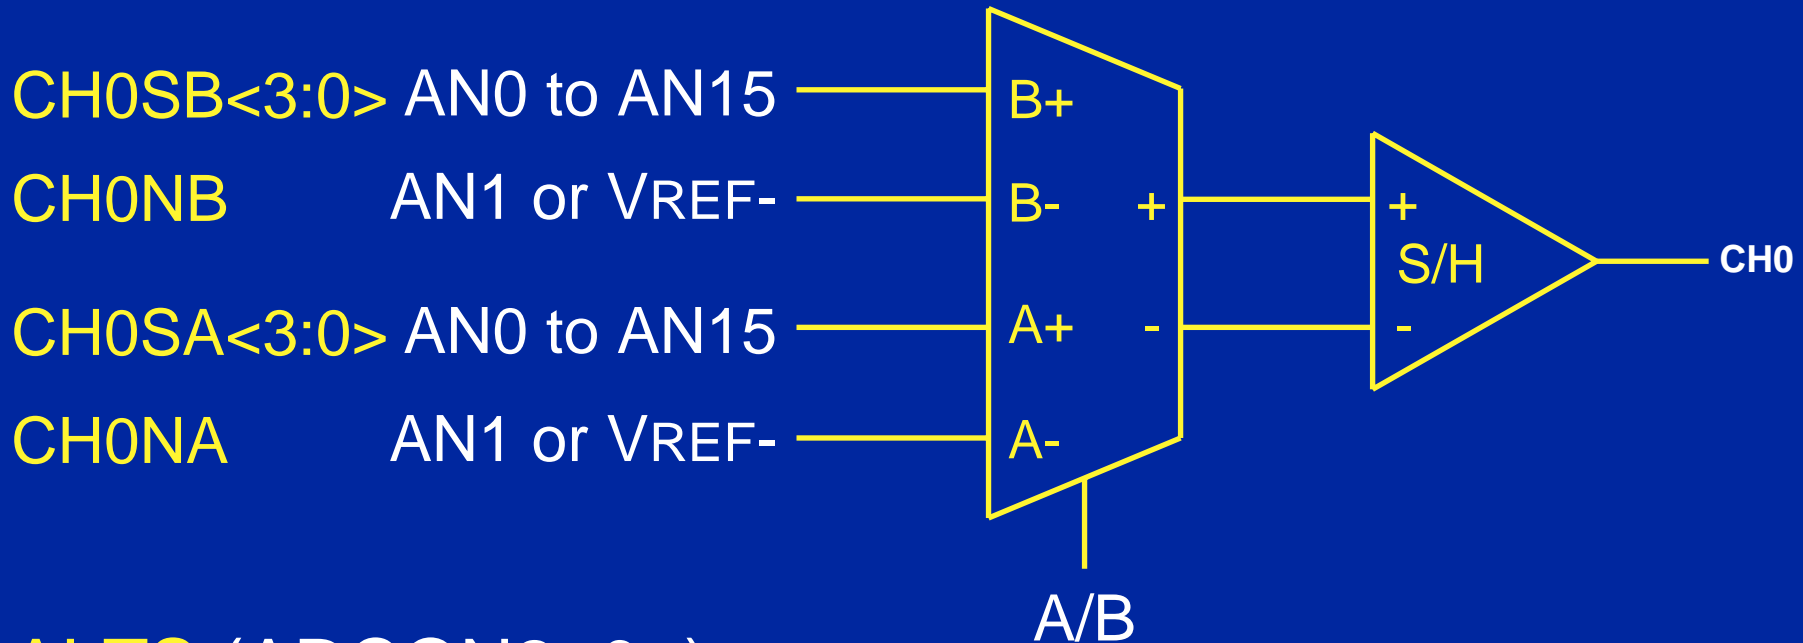 CH0SB<3:0> AN0 to AN15 B+
CH0NB AN1 or VREF- B- + +
S/H CH0
CH0SA<3:0> AN0 to AN15 A+ - -
CH0NA AN1 or VREF- A-
A/B